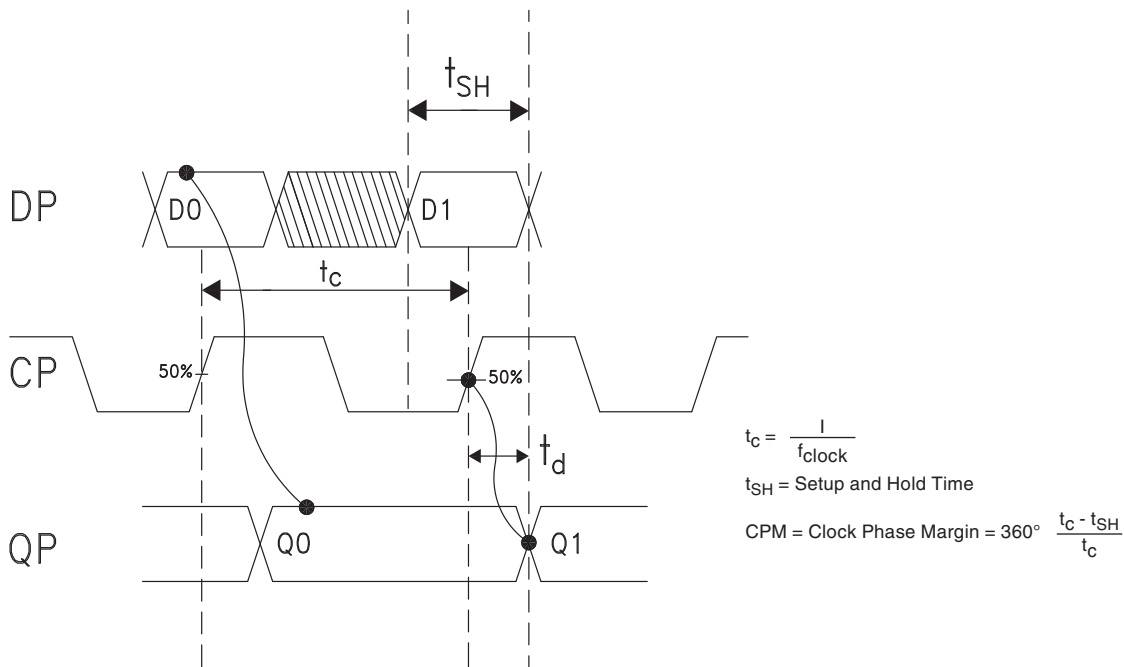 tSH
DP
D0
D1
tc
CP
50%
50%
td
QP
Q0
Q1
tc = I / fclock
tSH = Setup and Hold Time
CPM = Clock Phase Margin = 360° tc - tSH / tc